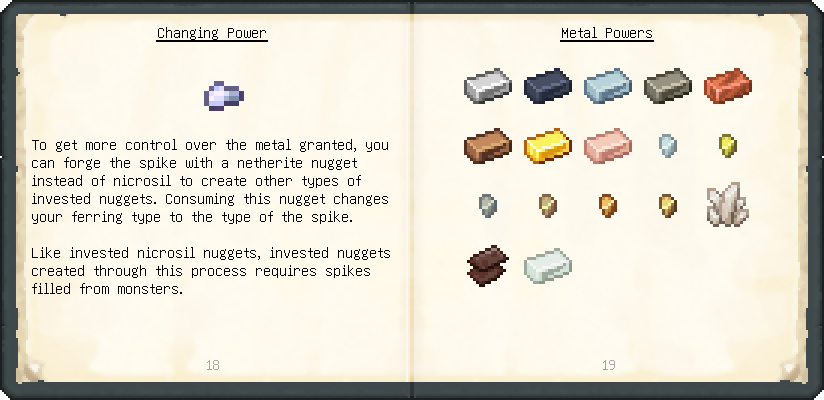 Changing Power
To get more control over the metal granted, you
can forge the spike with a netherite nugget
instead of nicrosil to create other types of
invested nuggets. Consuming this nugget changes
your ferring type to the type of the spike.
Like invested nicrosil nuggets, invested nuggets
created through this process requires spikes
filled from monsters.
18
Metal Powers
19